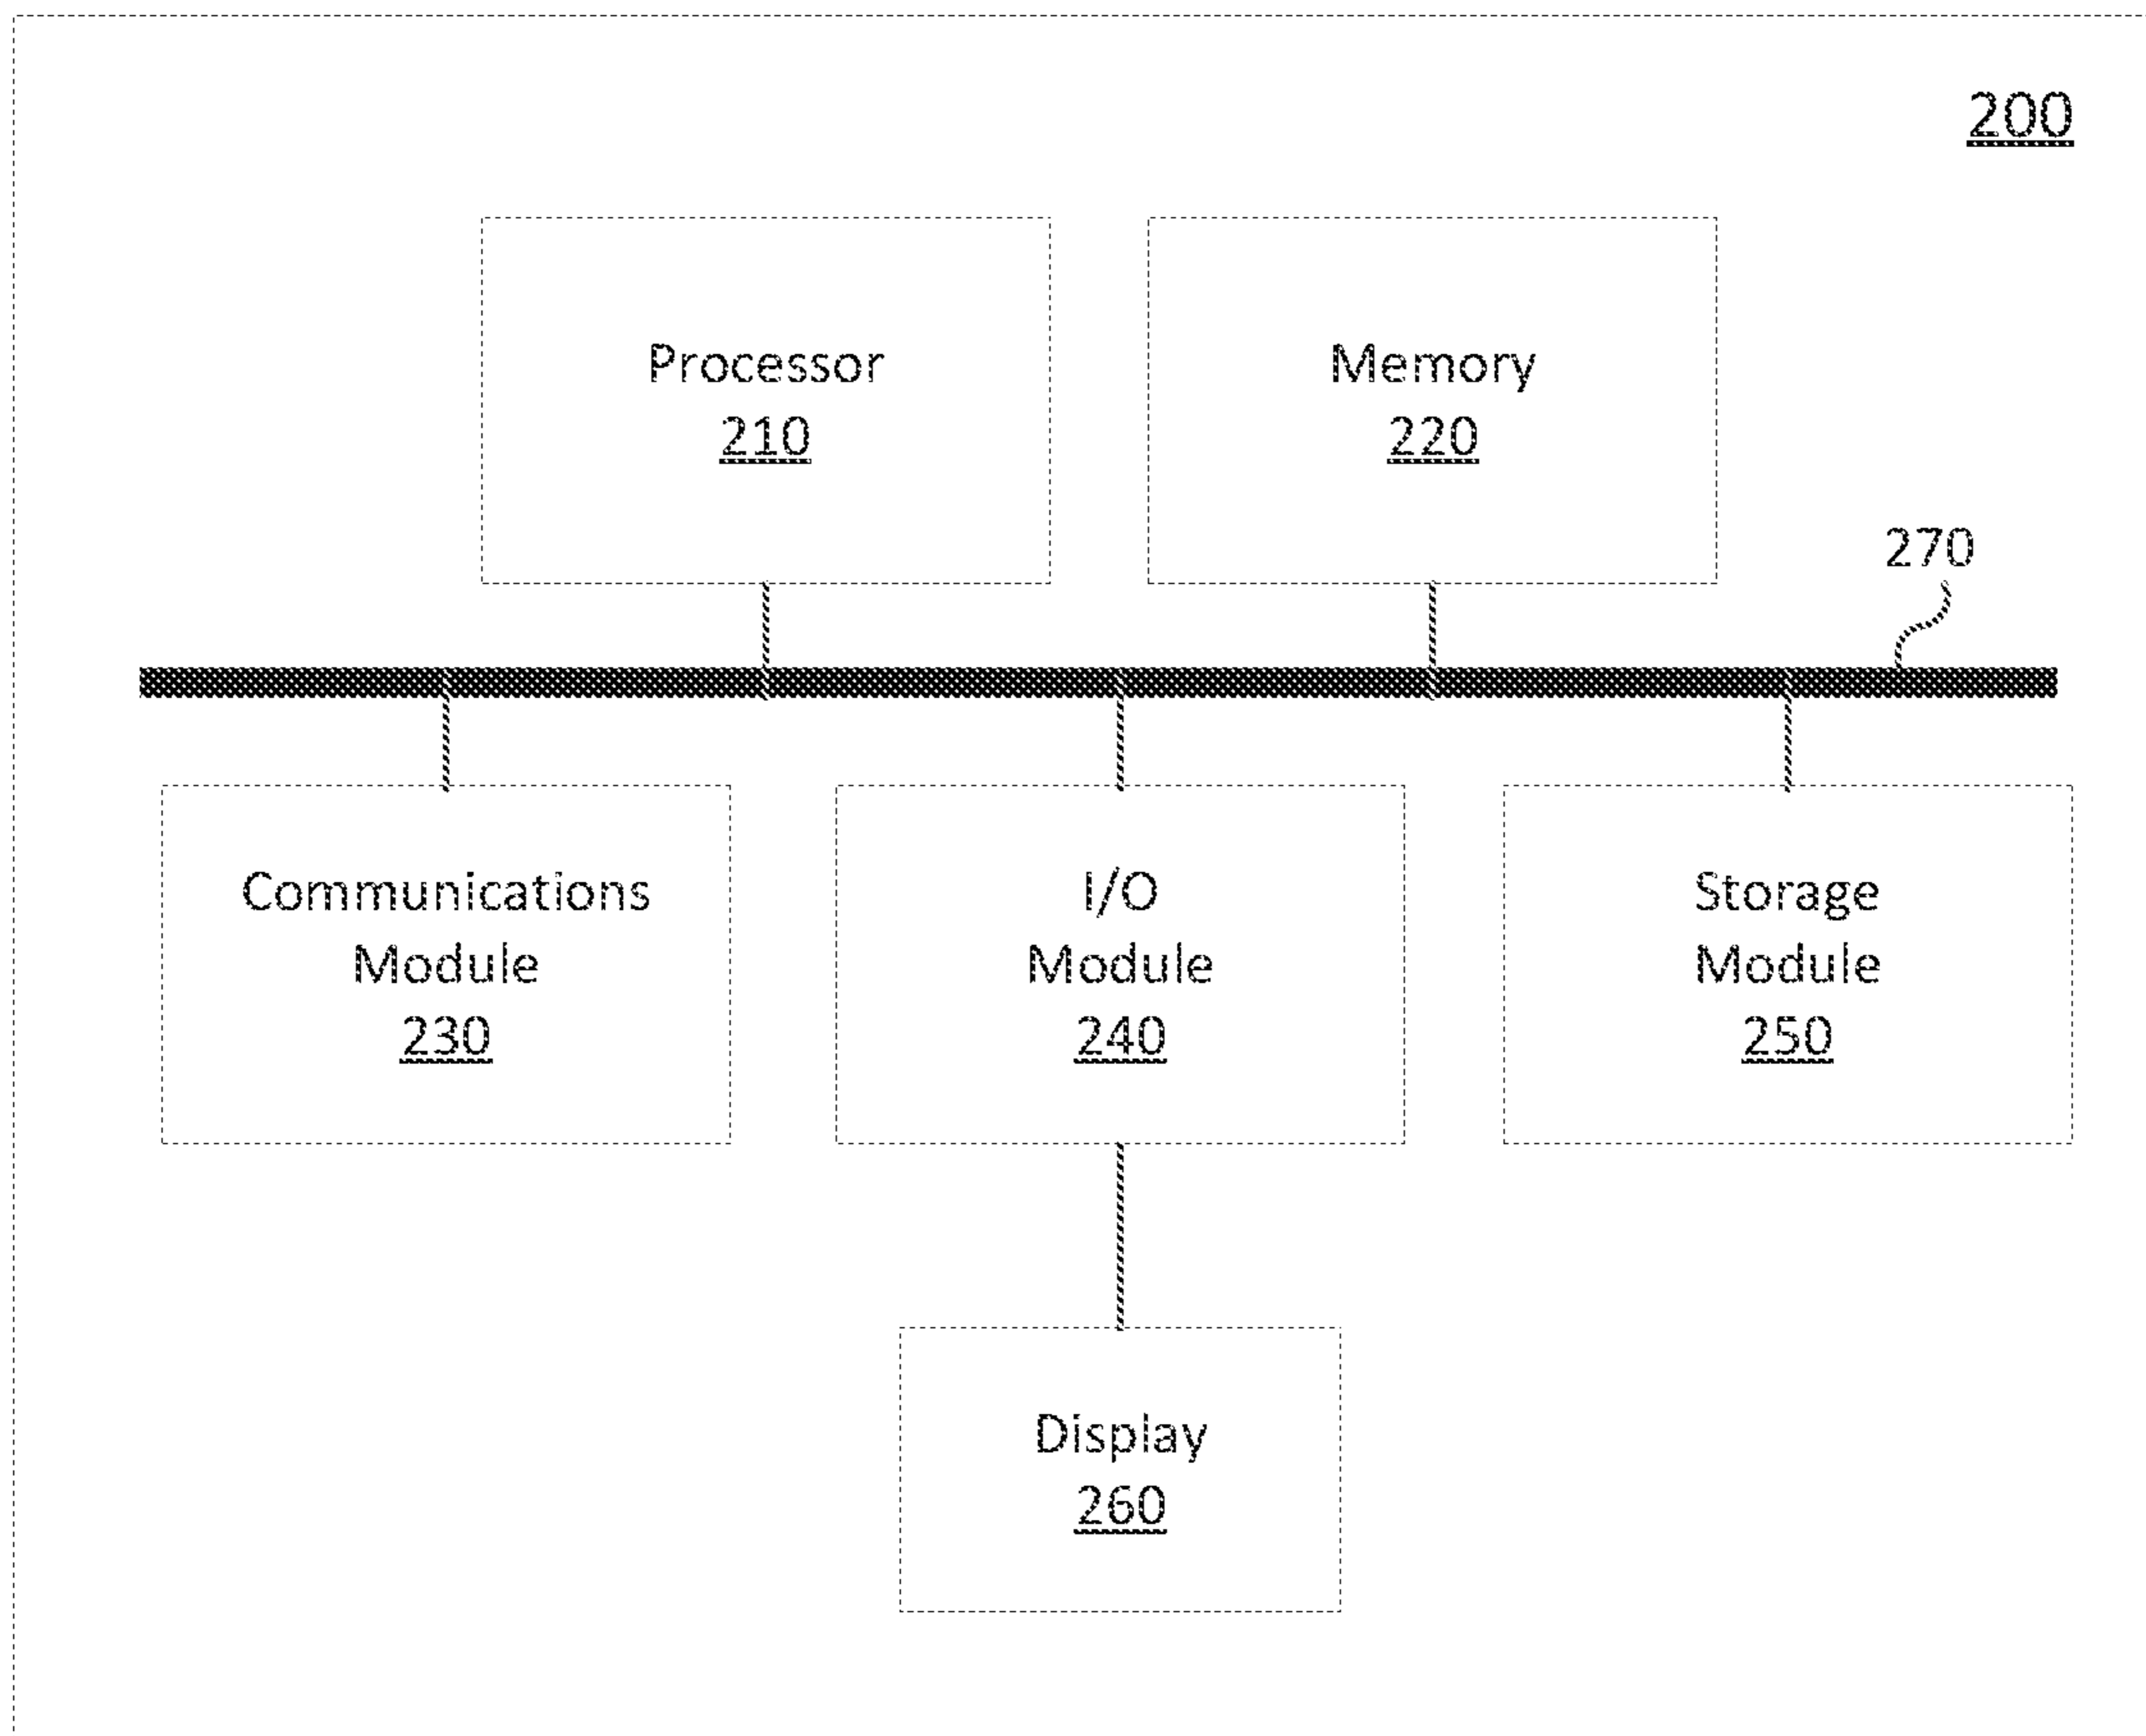 200
Processor
210
Memory
220
270
Communications
Module
230
I/O
Module
240
Storage
Module
250
Display
260